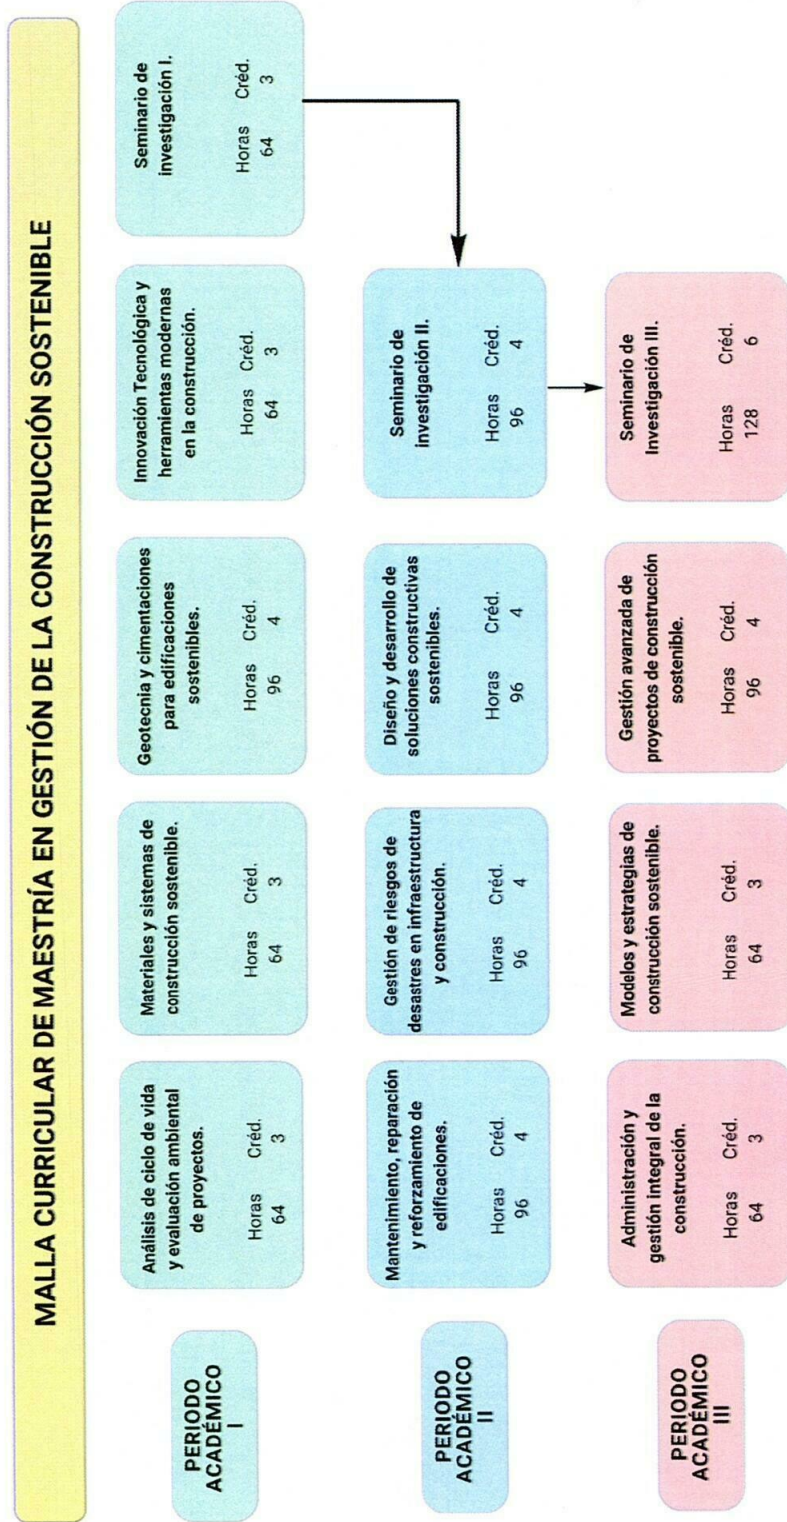 MALLA CURRICULAR DE MAESTRÍA EN GESTIÓN DE LA CONSTRUCCIÓN SOSTENIBLE
PERIODO
ACADÉMICO
I
Análisis de ciclo de vida
y evaluación ambiental
de proyectos.
Horas Créd.
64 3
Materiales y sistemas de
construcción sostenible.
Horas Créd.
64 3
Geotecnia y cimentaciones
para edificaciones
sostenibles.
Horas Créd.
96 4
Innovación Tecnológica y
herramientas modernas
en la construcción.
Horas Créd.
64 3
Seminario de
investigación I.
Horas Créd.
64 3
PERIODO
ACADÉMICO
II
Mantenimiento, reparación
y reforzamiento de
edificaciones.
Horas Créd.
96 4
Gestión de riesgos de
desastres en infraestructura
y construcción.
Horas Créd.
96 4
Diseño y desarrollo de
soluciones constructivas
sostenibles.
Horas Créd.
96 4
Seminario de
investigación II.
Horas Créd.
96 4
PERIODO
ACADÉMICO
III
Administración y
gestión integral de la
construcción.
Horas Créd.
64 3
Modelos y estrategias de
construcción sostenible.
Horas Créd.
64 3
Gestión avanzada de
proyectos de construcción
sostenible.
Horas Créd.
96 4
Seminario de
Investigación III.
Horas Créd.
128 6